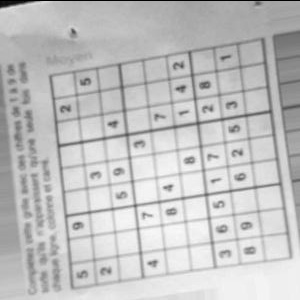 Moyen
Complétez cette grille avec des chiffres de 1 à 9 de
sorte qu'ils n'apparaissent qu'une seule fois dans
chaque ligne, colonne et carré.
5 9 2
2 3 5
5 9 4
4 7 3
8 4 7
8 1 4 2
3 6 5 1 7 2 8
8 9 6 2 5 3 1